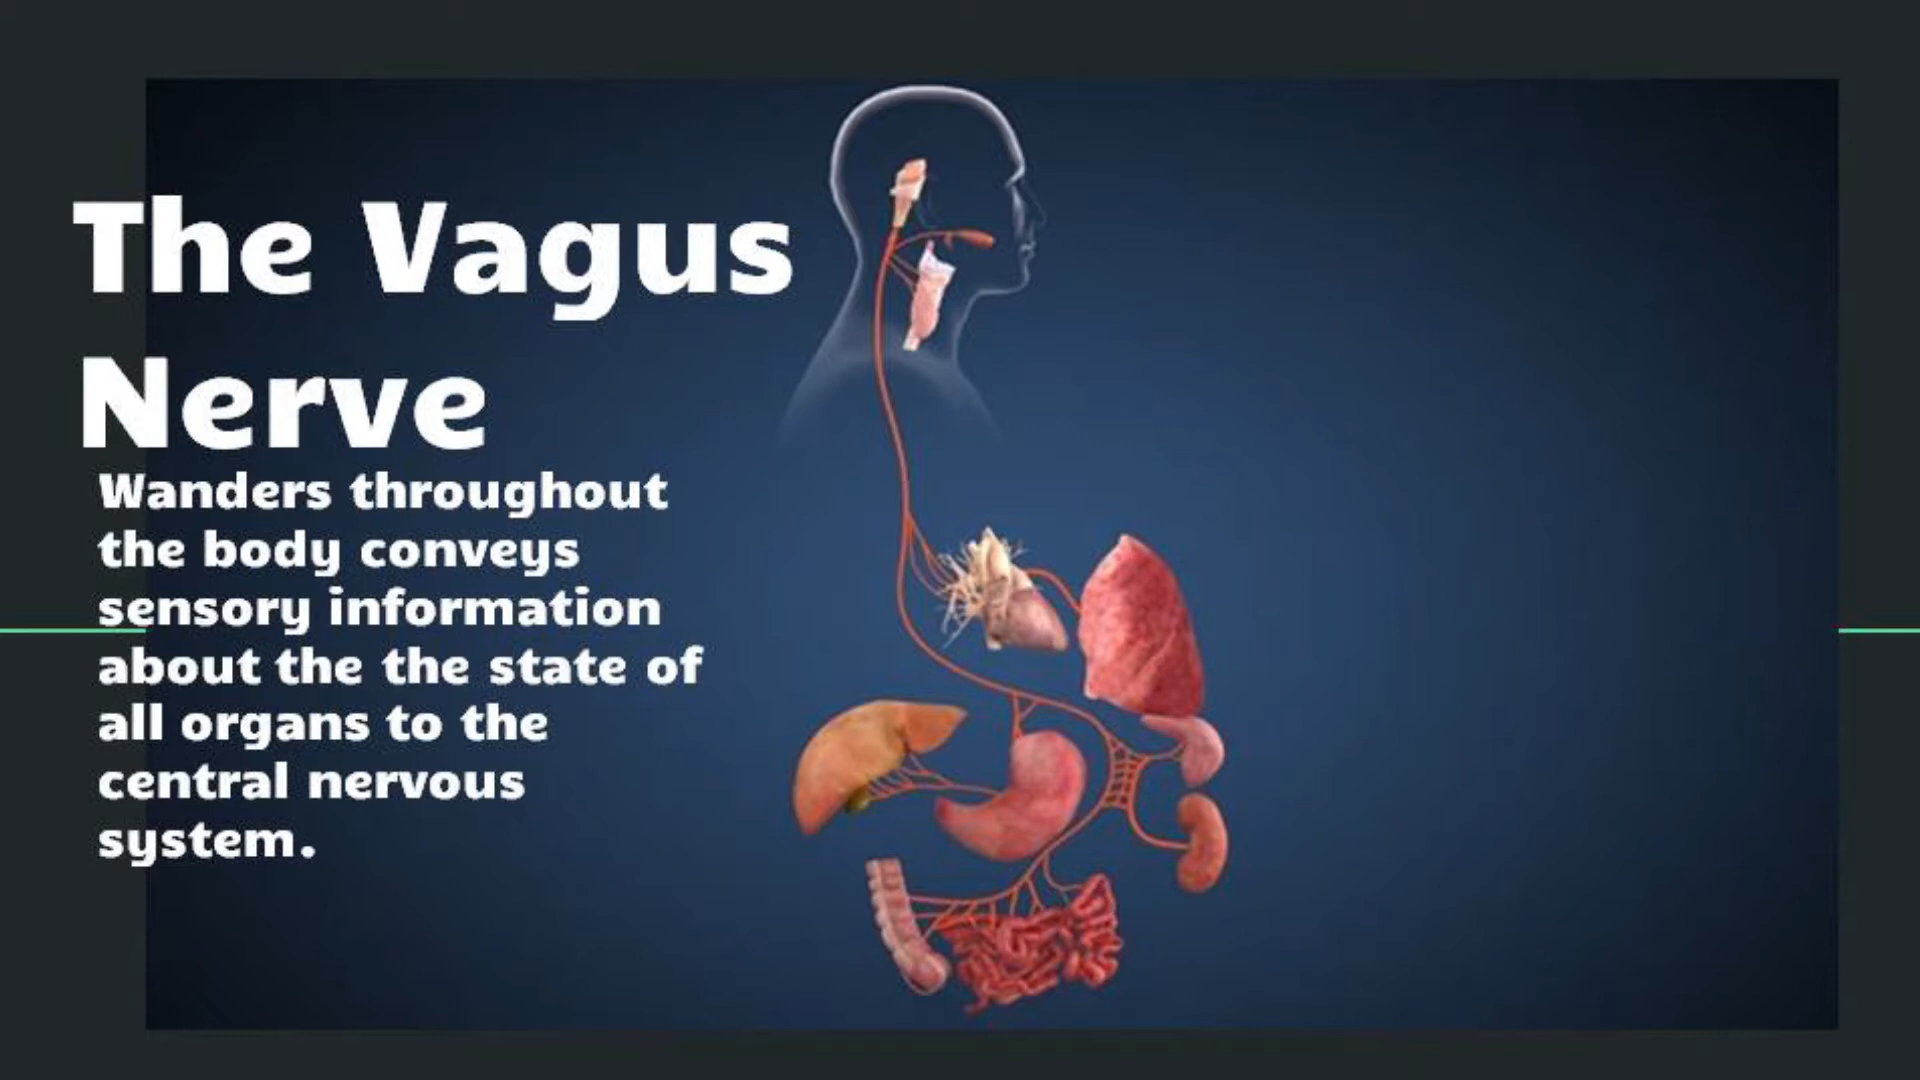 The Vagus
Nerve
Wanders throughout
the body conveys
sensory information
about the the state of
all organs to the
central nervous
system.